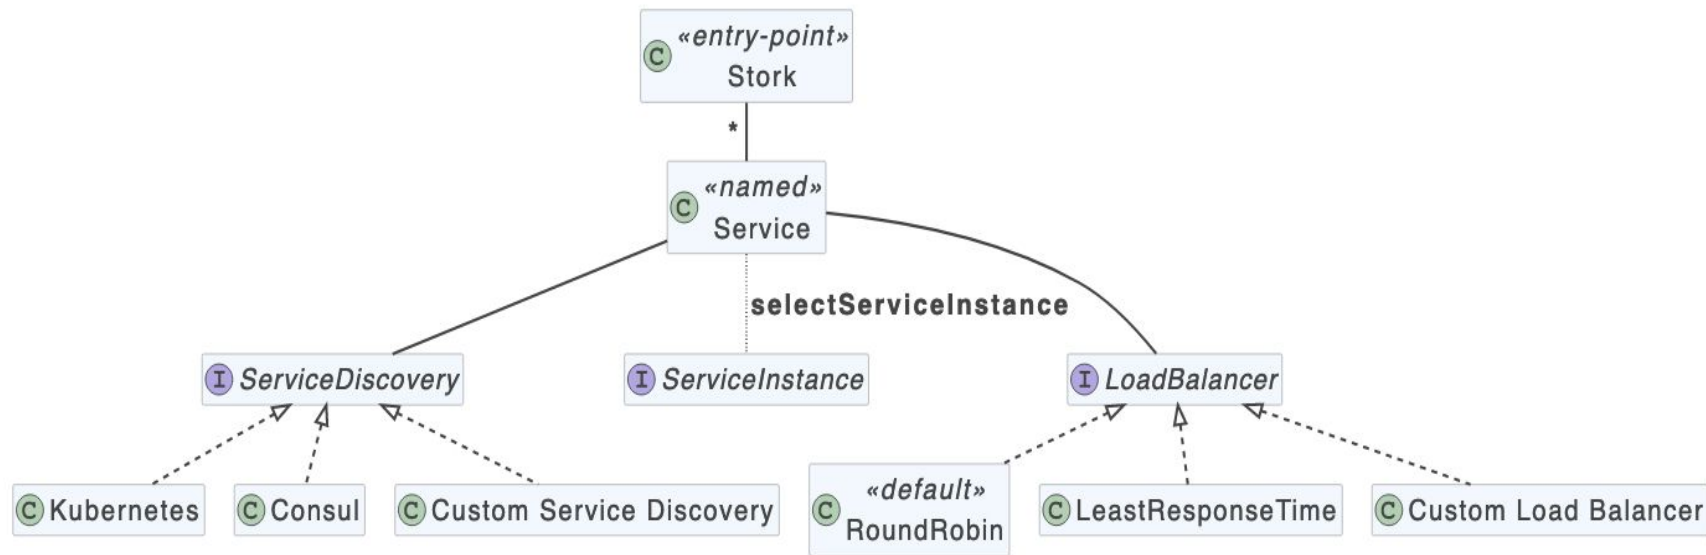 «entry-point»
C
Stork
*
«named»
C
Service
selectServiceInstance
I ServiceDiscovery
I ServiceInstance
I LoadBalancer
C Kubernetes
C Consul
C Custom Service Discovery
«default»
C
RoundRobin
C LeastResponseTime
C Custom Load Balancer